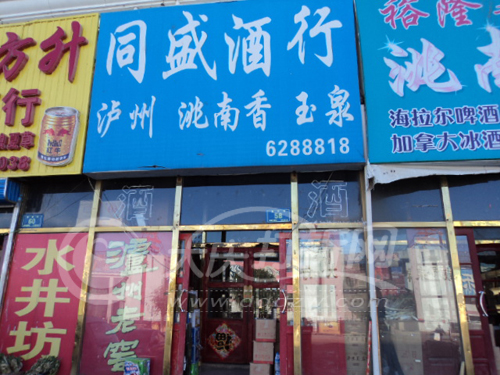 方升
行
同盛酒行
泸州 洮南香 玉泉
6288818
裕隆
洮南
海拉尔啤酒
加拿大冰酒
酒 酒
水井坊
泸州老窖